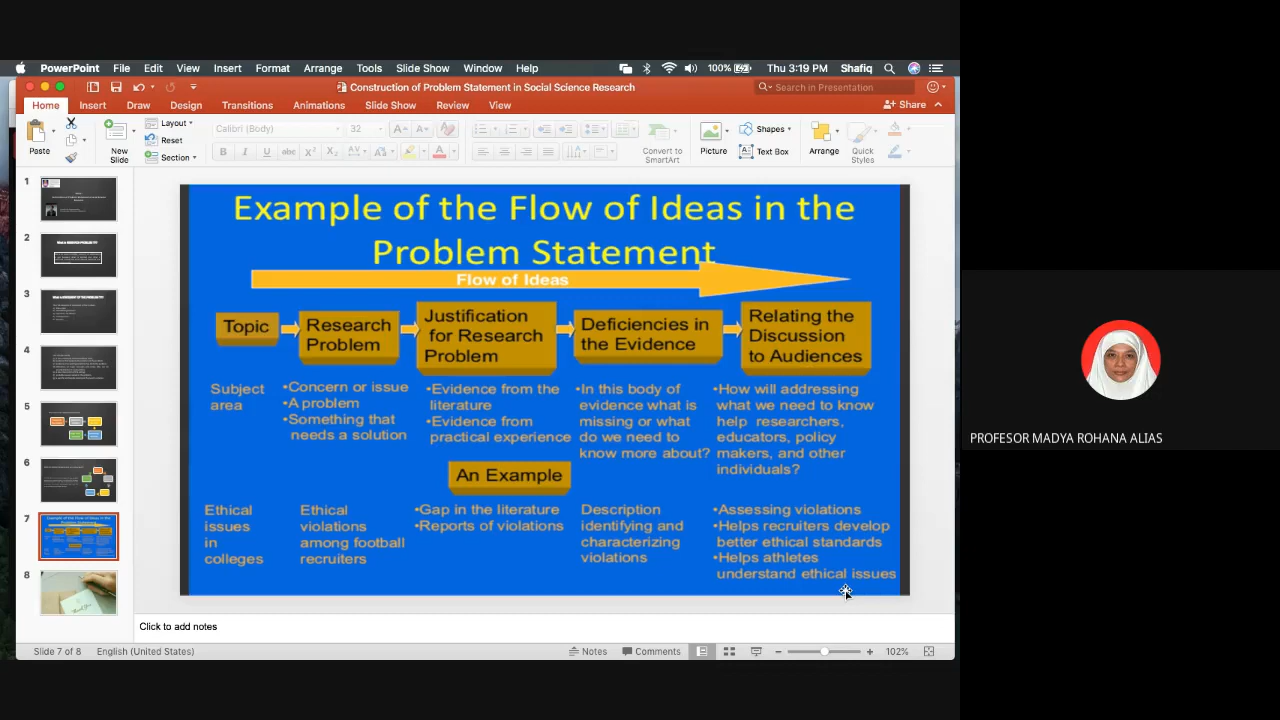 PowerPoint File Edit View Insert Format Arrange Tools Slide Show Window Help 100% Thu 3:19 PM Shafiq
Construction of Problem Statement in Social Science Research
Search in Presentation
Home Insert Draw Design Transitions Animations Slide Show Review View
Share
Paste
New
Slide
Layout
Reset
Section
Calibri (Body) 32
Convert to
SmartArt
Picture
Shapes
Text Box
Arrange
Quick
Styles
1
2
3
4
5
6
7
8
Example of the Flow of Ideas in the
Problem Statement
Flow of Ideas
Topic
Research
Problem
Justification
for Research
Problem
Deficiencies in
the Evidence
Relating the
Discussion
to Audiences
Subject
area
•Concern or issue
•A problem
•Something that
needs a solution
•Evidence from the
literature
•Evidence from
practical experience
•In this body of
evidence what is
missing or what
do we need to
know more about?
•How will addressing
what we need to know
help researchers,
educators, policy
makers, and other
individuals?
An Example
Ethical
issues
in
colleges
Ethical
violations
among football
recruiters
•Gap in the literature
•Reports of violations
Description
identifying and
characterizing
violations
•Assessing violations
•Helps recruiters develop
better ethical standards
•Helps athletes
understand ethical issues
Click to add notes
Slide 7 of 8 English (United States) Notes Comments 102%
PROFESOR MADYA ROHANA ALIAS